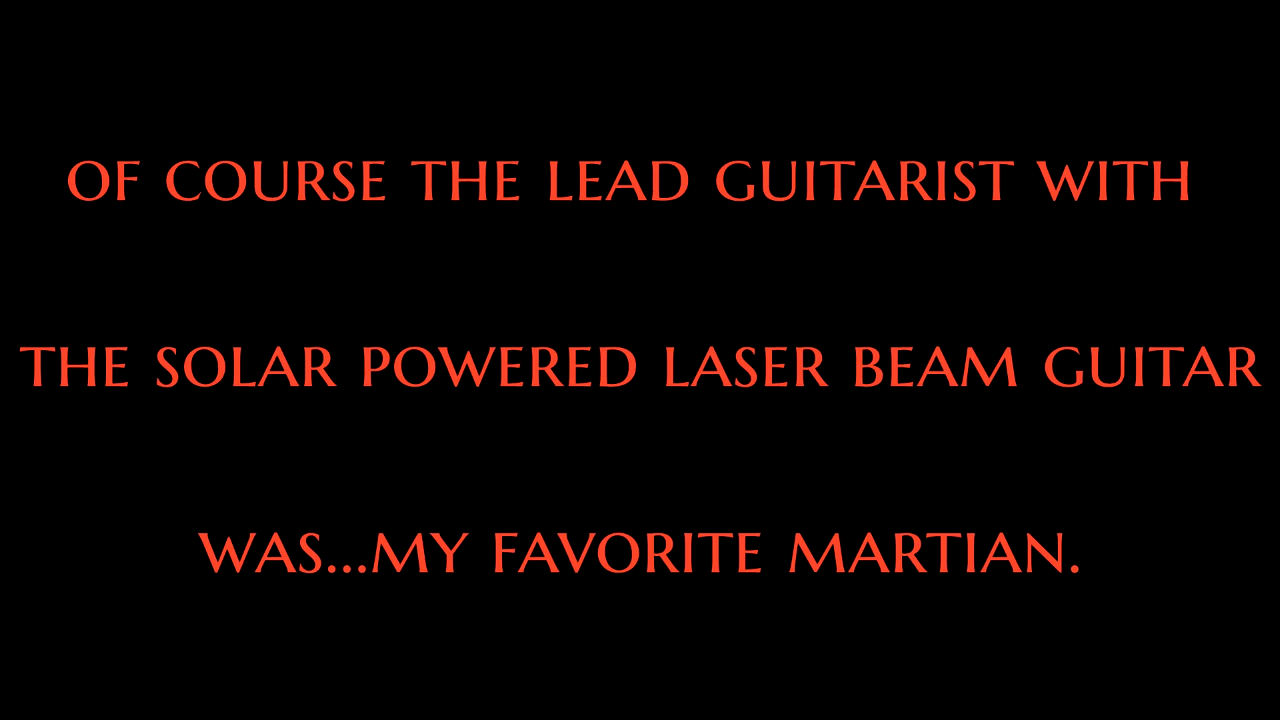 OF COURSE THE LEAD GUITARIST WITH
THE SOLAR POWERED LASER BEAM GUITAR
WAS...MY FAVORITE MARTIAN.